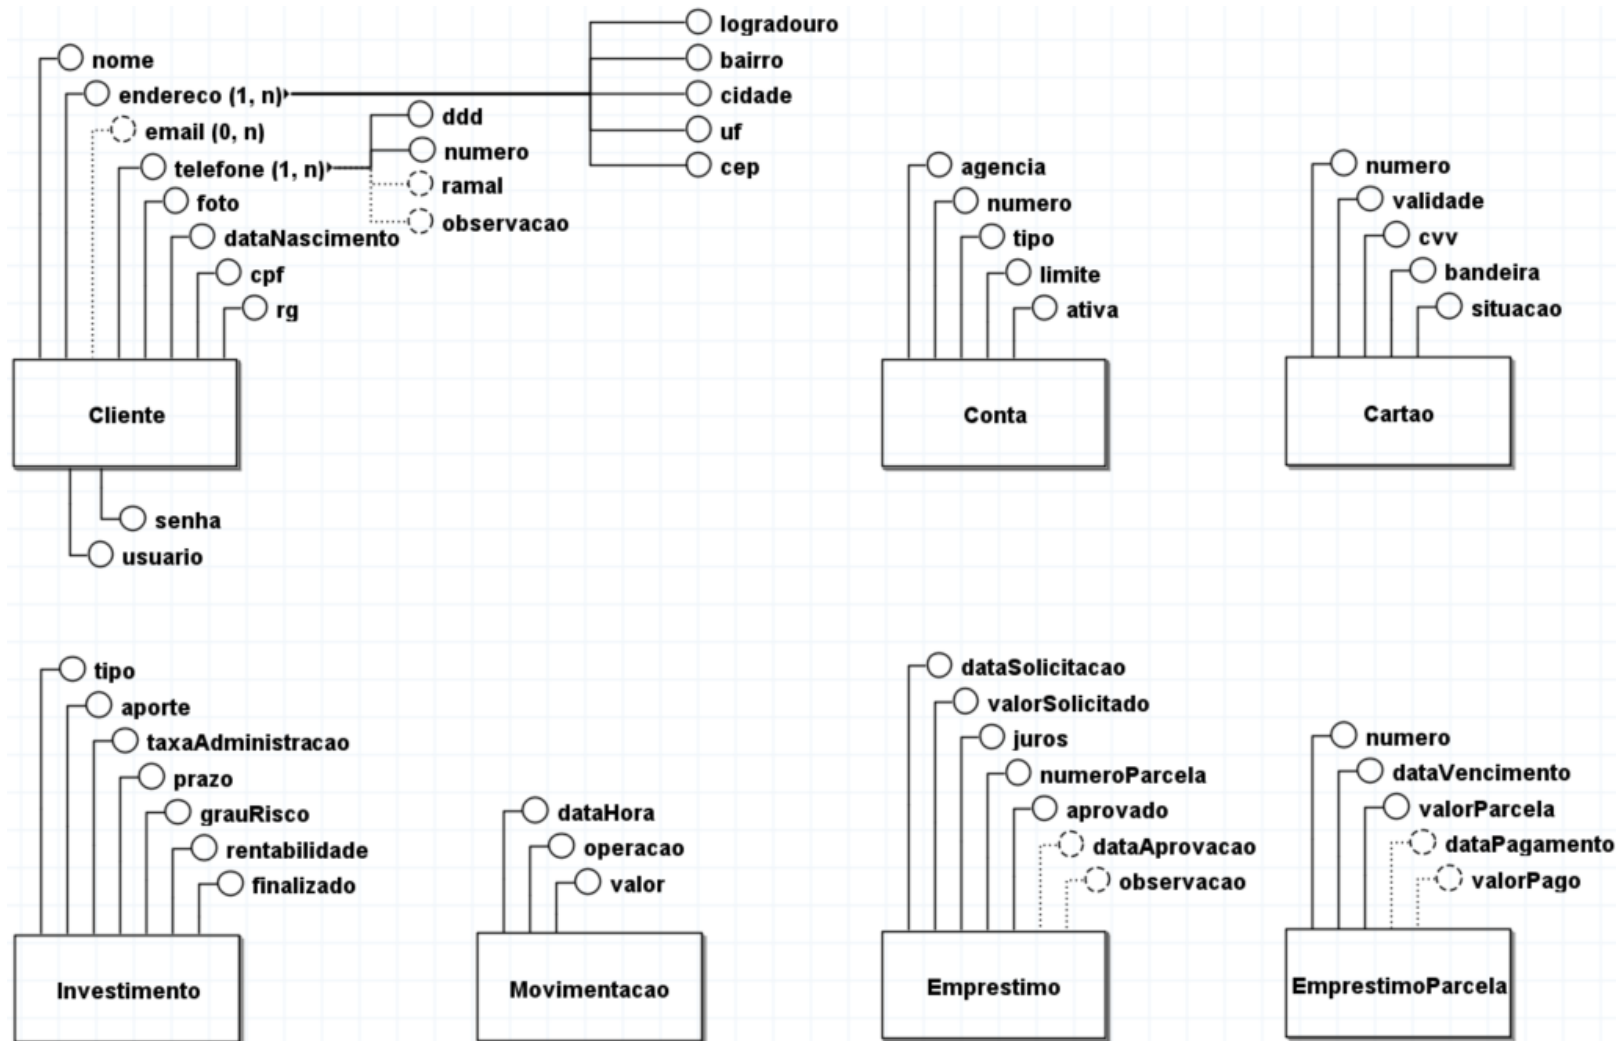 nome
endereco (1, n)
email (0, n)
telefone (1, n)
foto
dataNascimento
cpf
rg
ddd
numero
ramal
observacao
logradouro
bairro
cidade
uf
cep
Cliente
senha
usuario
agencia
numero
tipo
limite
ativa
Conta
numero
validade
cvv
bandeira
situacao
Cartao
tipo
aporte
taxaAdministracao
prazo
grauRisco
rentabilidade
finalizado
Investimento
dataHora
operacao
valor
Movimentacao
dataSolicitacao
valorSolicitado
juros
numeroParcela
aprovado
dataAprovacao
observacao
Emprestimo
numero
dataVencimento
valorParcela
dataPagamento
valorPago
EmprestimoParcela